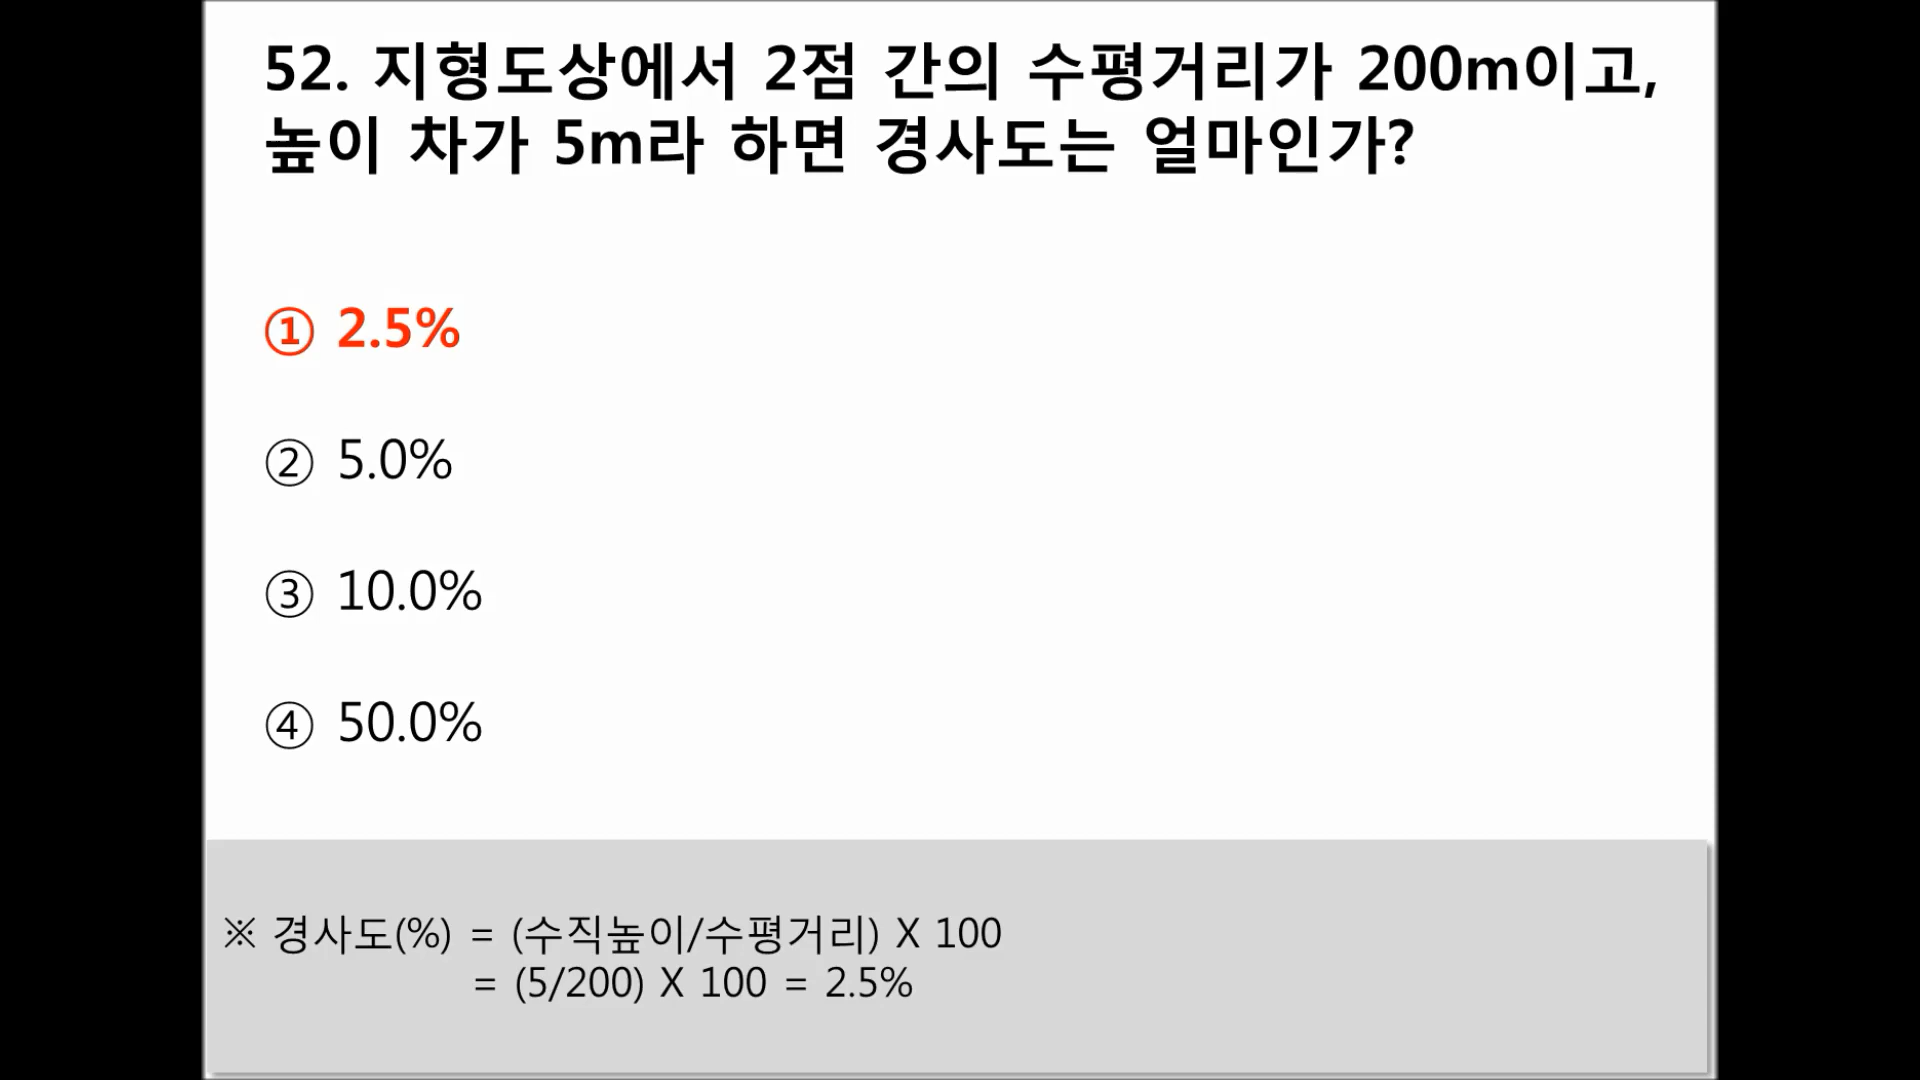 52. 지형도상에서 2점 간의 수평거리가 200m이고,
높이 차가 5m라 하면 경사도는 얼마인가?
① 2.5%
② 5.0%
③ 10.0%
④ 50.0%
※ 경사도(%) = (수직높이/수평거리) X 100
= (5/200) X 100 = 2.5%